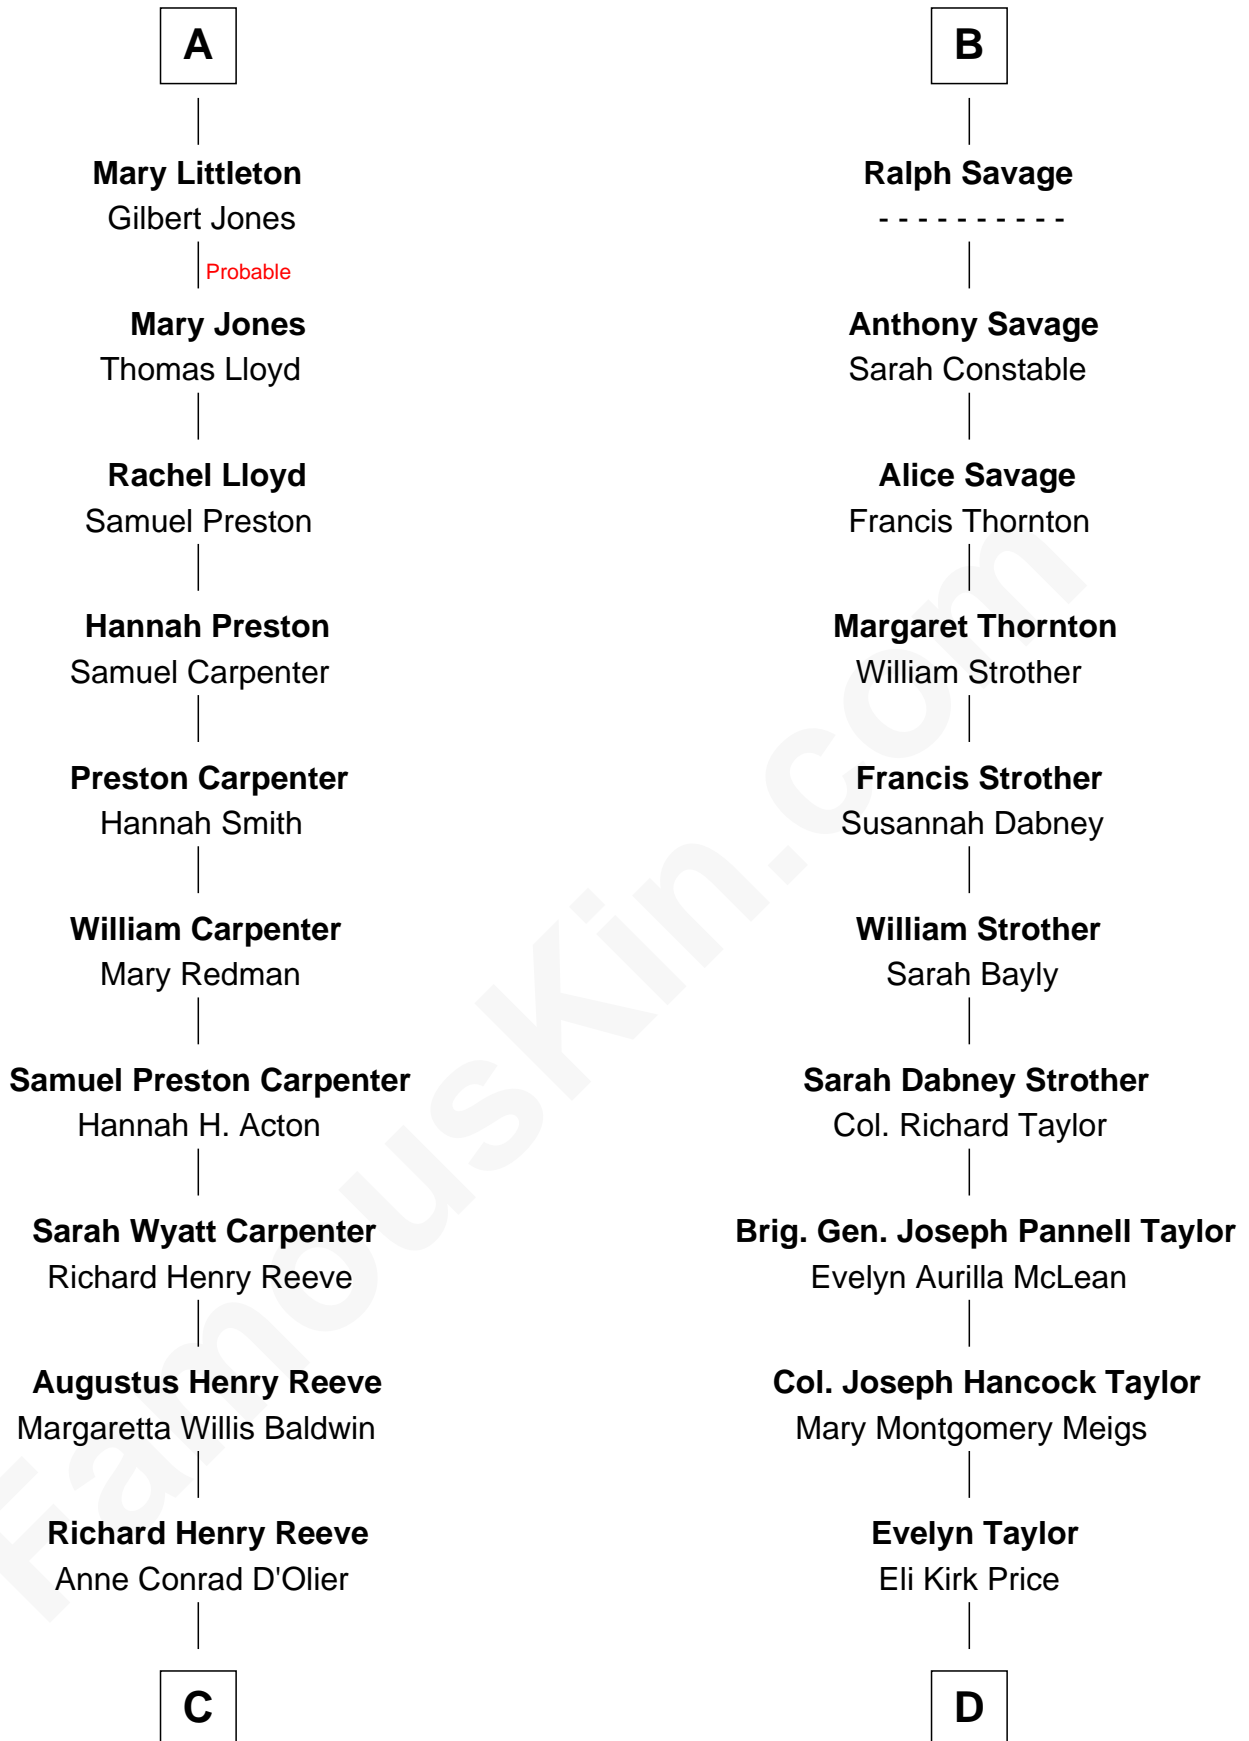 A
Mary Littleton
Gilbert Jones
Probable
Mary Jones
Thomas Lloyd
Rachel Lloyd
Samuel Preston
Hannah Preston
Samuel Carpenter
Preston Carpenter
Hannah Smith
William Carpenter
Mary Redman
Samuel Preston Carpenter
Hannah H. Acton
Sarah Wyatt Carpenter
Richard Henry Reeve
Augustus Henry Reeve
Margaretta Willis Baldwin
Richard Henry Reeve
Anne Conrad D'Olier
C
B
Ralph Savage
- - - - - - - - - -
Anthony Savage
Sarah Constable
Alice Savage
Francis Thornton
Margaret Thornton
William Strother
Francis Strother
Susannah Dabney
William Strother
Sarah Bayly
Sarah Dabney Strother
Col. Richard Taylor
Brig. Gen. Joseph Pannell Taylor
Evelyn Aurilla McLean
Col. Joseph Hancock Taylor
Mary Montgomery Meigs
Evelyn Taylor
Eli Kirk Price
D
FamousKin.com